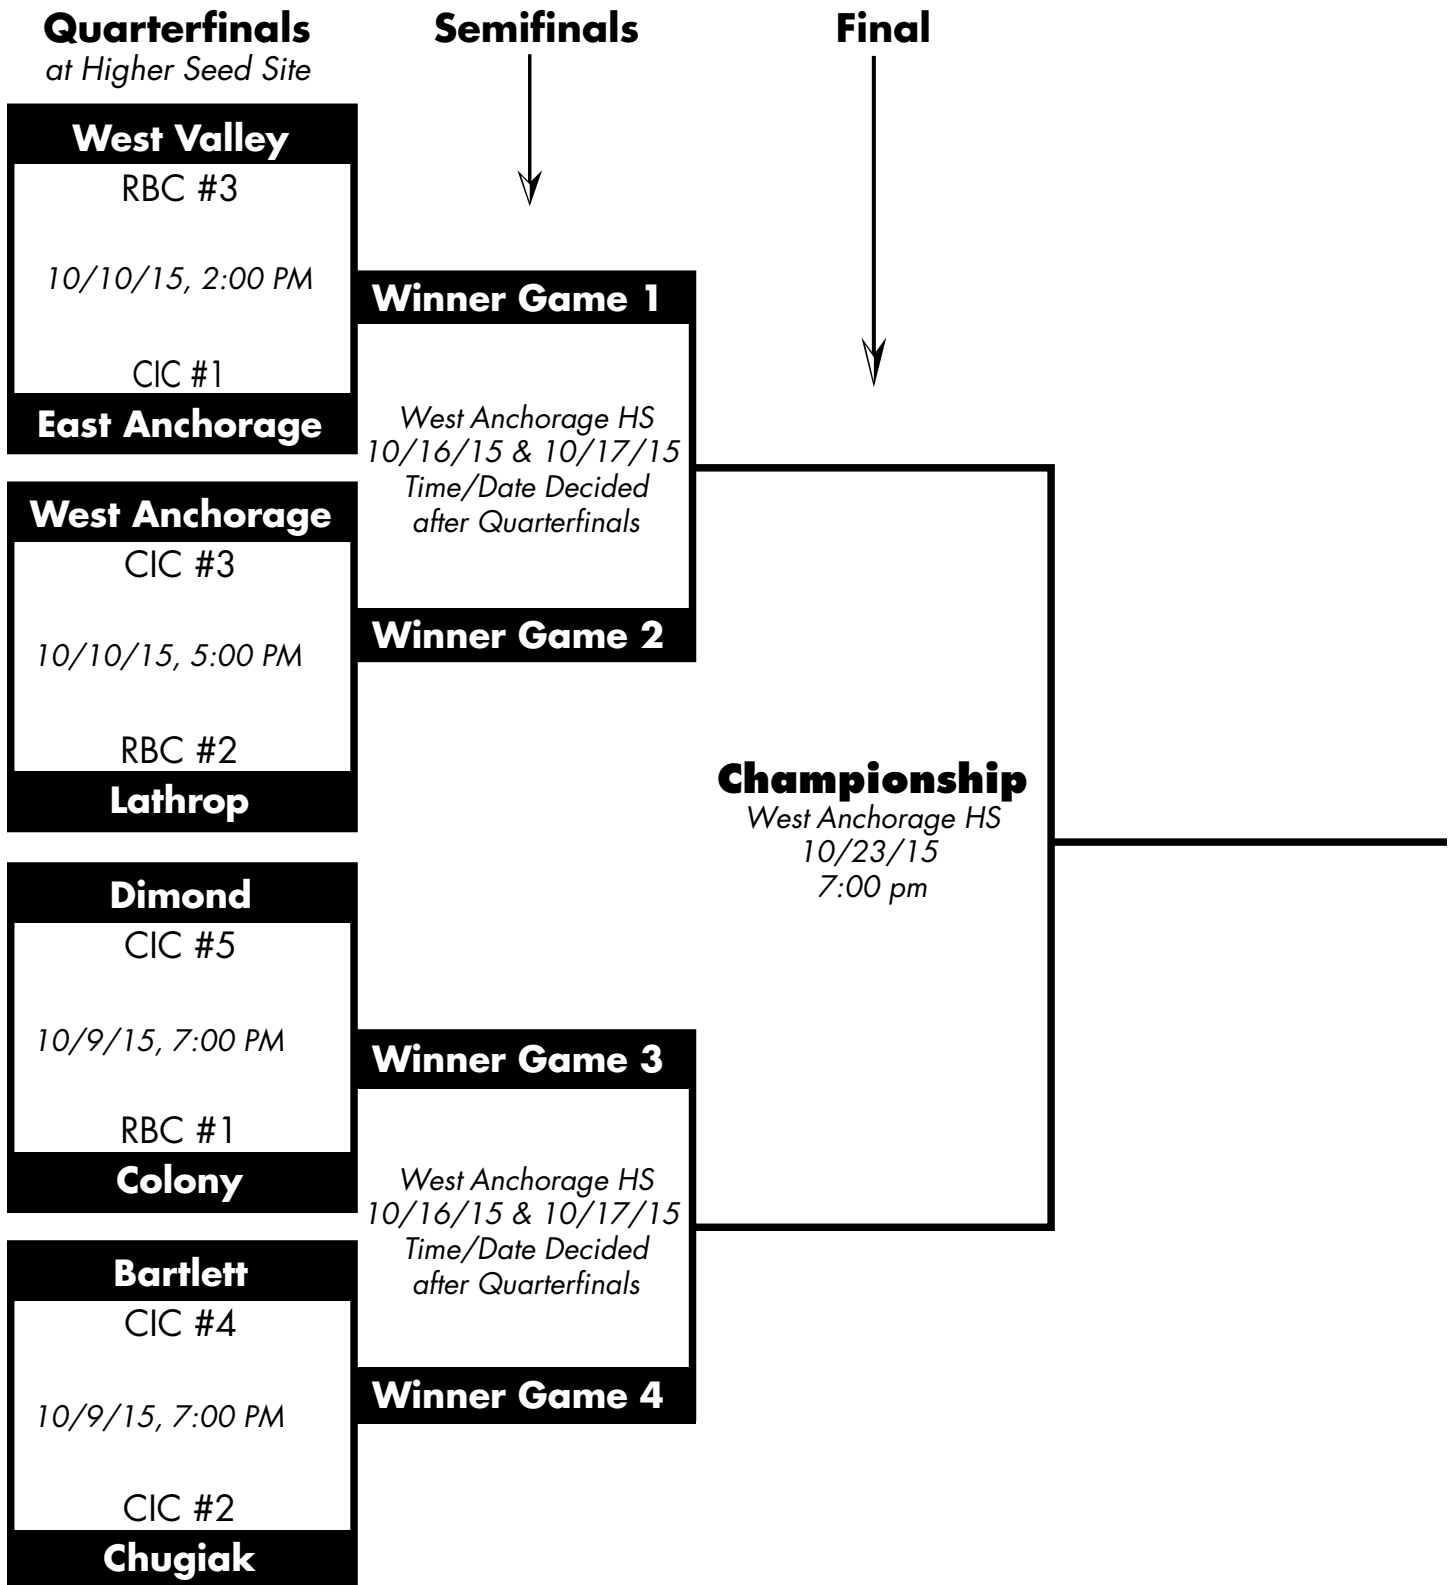 Quarterfinals
at Higher Seed Site
Semifinals
Final
West Valley
RBC #3
10/10/15, 2:00 PM
CIC #1
East Anchorage
West Anchorage
CIC #3
10/10/15, 5:00 PM
RBC #2
Lathrop
Dimond
CIC #5
10/9/15, 7:00 PM
RBC #1
Colony
Bartlett
CIC #4
10/9/15, 7:00 PM
CIC #2
Chugiak
Winner Game 1
West Anchorage HS
10/16/15 & 10/17/15
Time/Date Decided
after Quarterfinals
Winner Game 2
Winner Game 3
West Anchorage HS
10/16/15 & 10/17/15
Time/Date Decided
after Quarterfinals
Winner Game 4
Championship
West Anchorage HS
10/23/15
7:00 pm